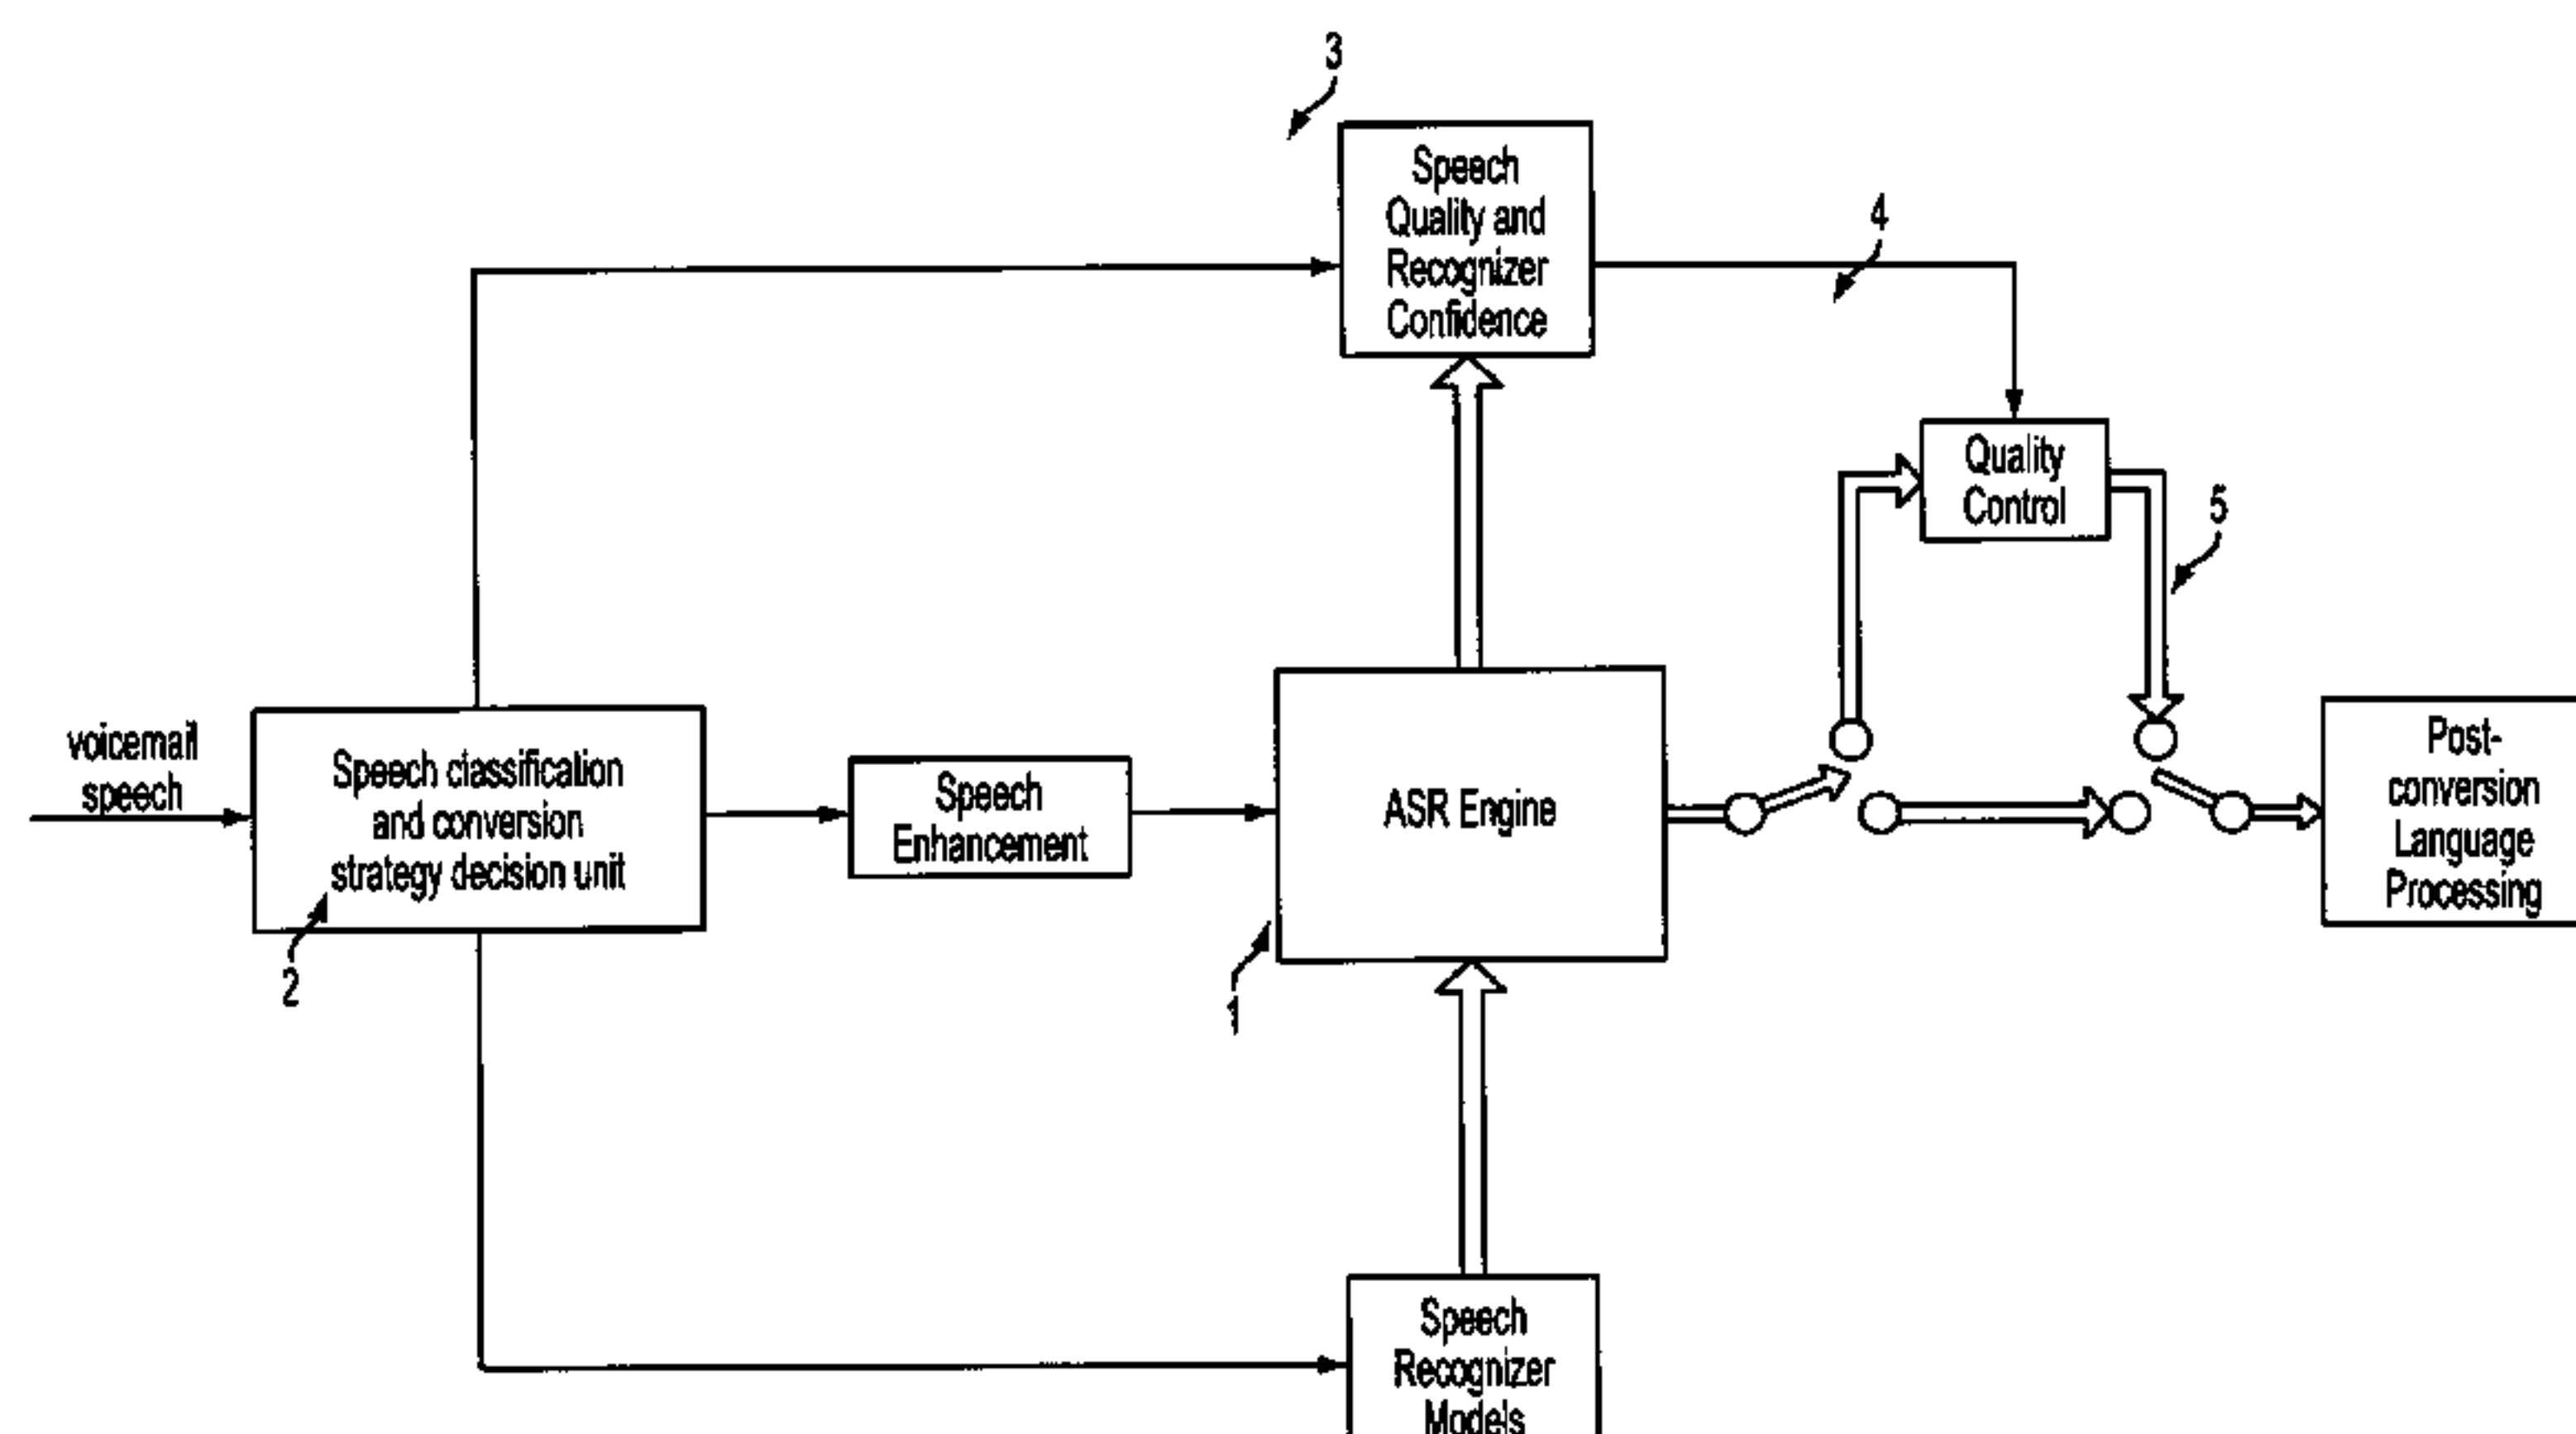 3
Speech
Quality and
Recognizer
Confidence
4
Quality
Control
5
voicemail
speech
Speech classification
and conversion
strategy decision unit
2
Speech
Enhancement
ASR Engine
1
Post-
conversion
Language
Processing
Speech
Recognizer
Models